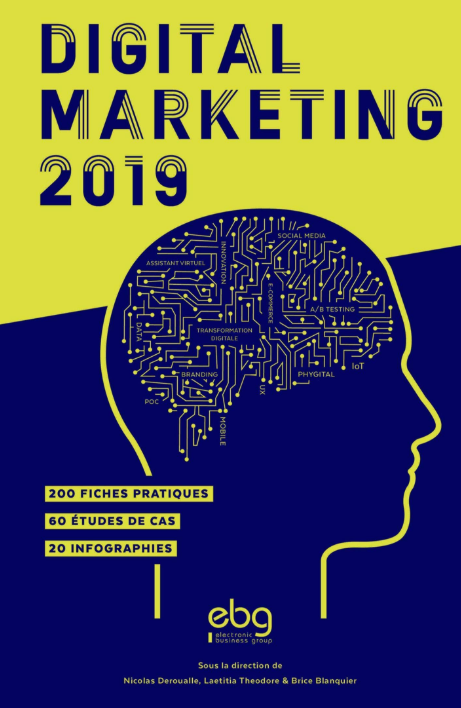 DIGITAL
MARKETING
2019
SOCIAL MEDIA
INNOVATION
ASSISTANT VIRTUEL
E-COMMERCE
A/B TESTING
DATA
TRANSFORMATION
DIGITALE
IoT
BRANDING
PHYGITAL
UX
POC
MOBILE
200 FICHES PRATIQUES
60 ÉTUDES DE CAS
20 INFOGRAPHIES
ebg
electronic
business group
Sous la direction de
Nicolas Deroualle, Laetitia Theodore & Brice Blanquier